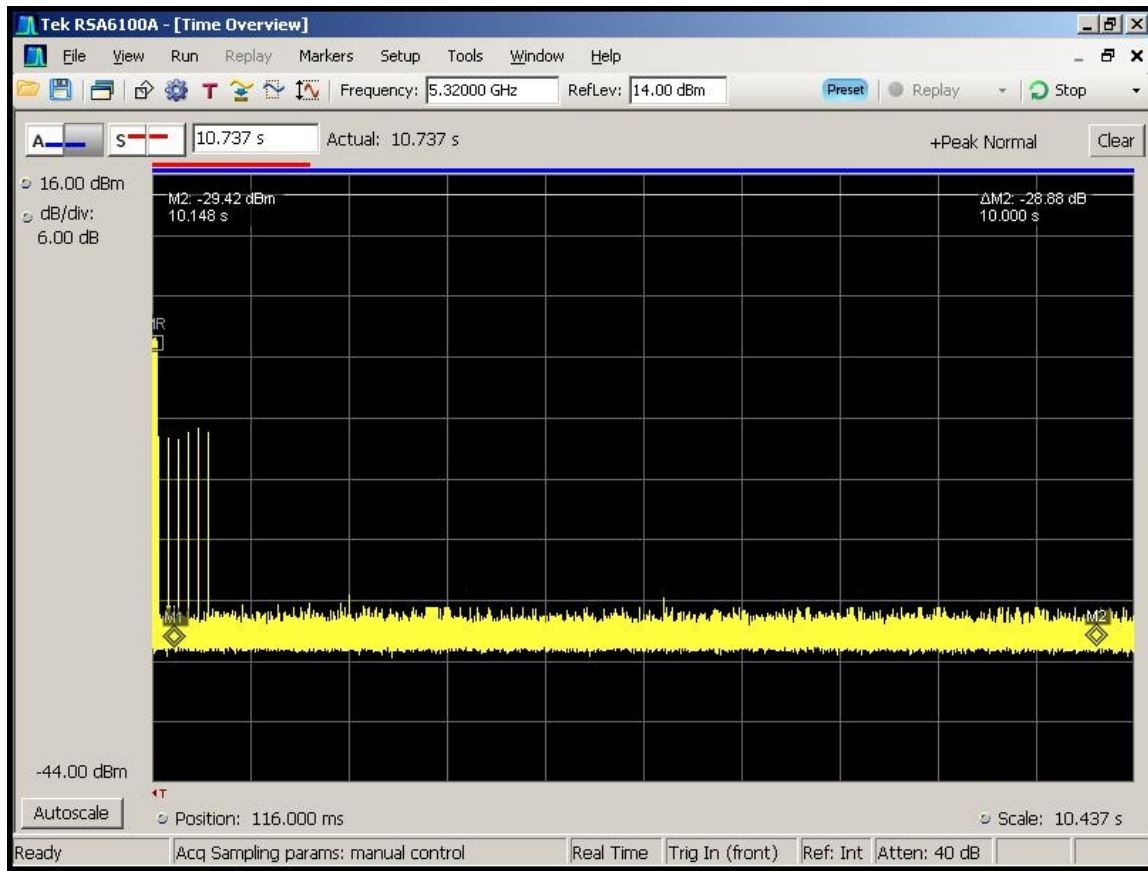 Tek RSA6100A - [Time Overview]
File View Run Replay Markers Setup Tools Window Help
T Frequency: 5.32000 GHz RefLev: 14.00 dBm Preset Replay Stop
A S 10.737 s Actual: 10.737 s +Peak Normal Clear
16.00 dBm
dB/div:
6.00 dB
M2: -29.42 dBm
10.148 s
ΔM2: -28.88 dB
10.000 s
MR
M1
M2
-44.00 dBm
T
Autoscale
Position: 116.000 ms Scale: 10.437 s
Ready Acq Sampling params: manual control Real Time Trig In (front) Ref: Int Atten: 40 dB